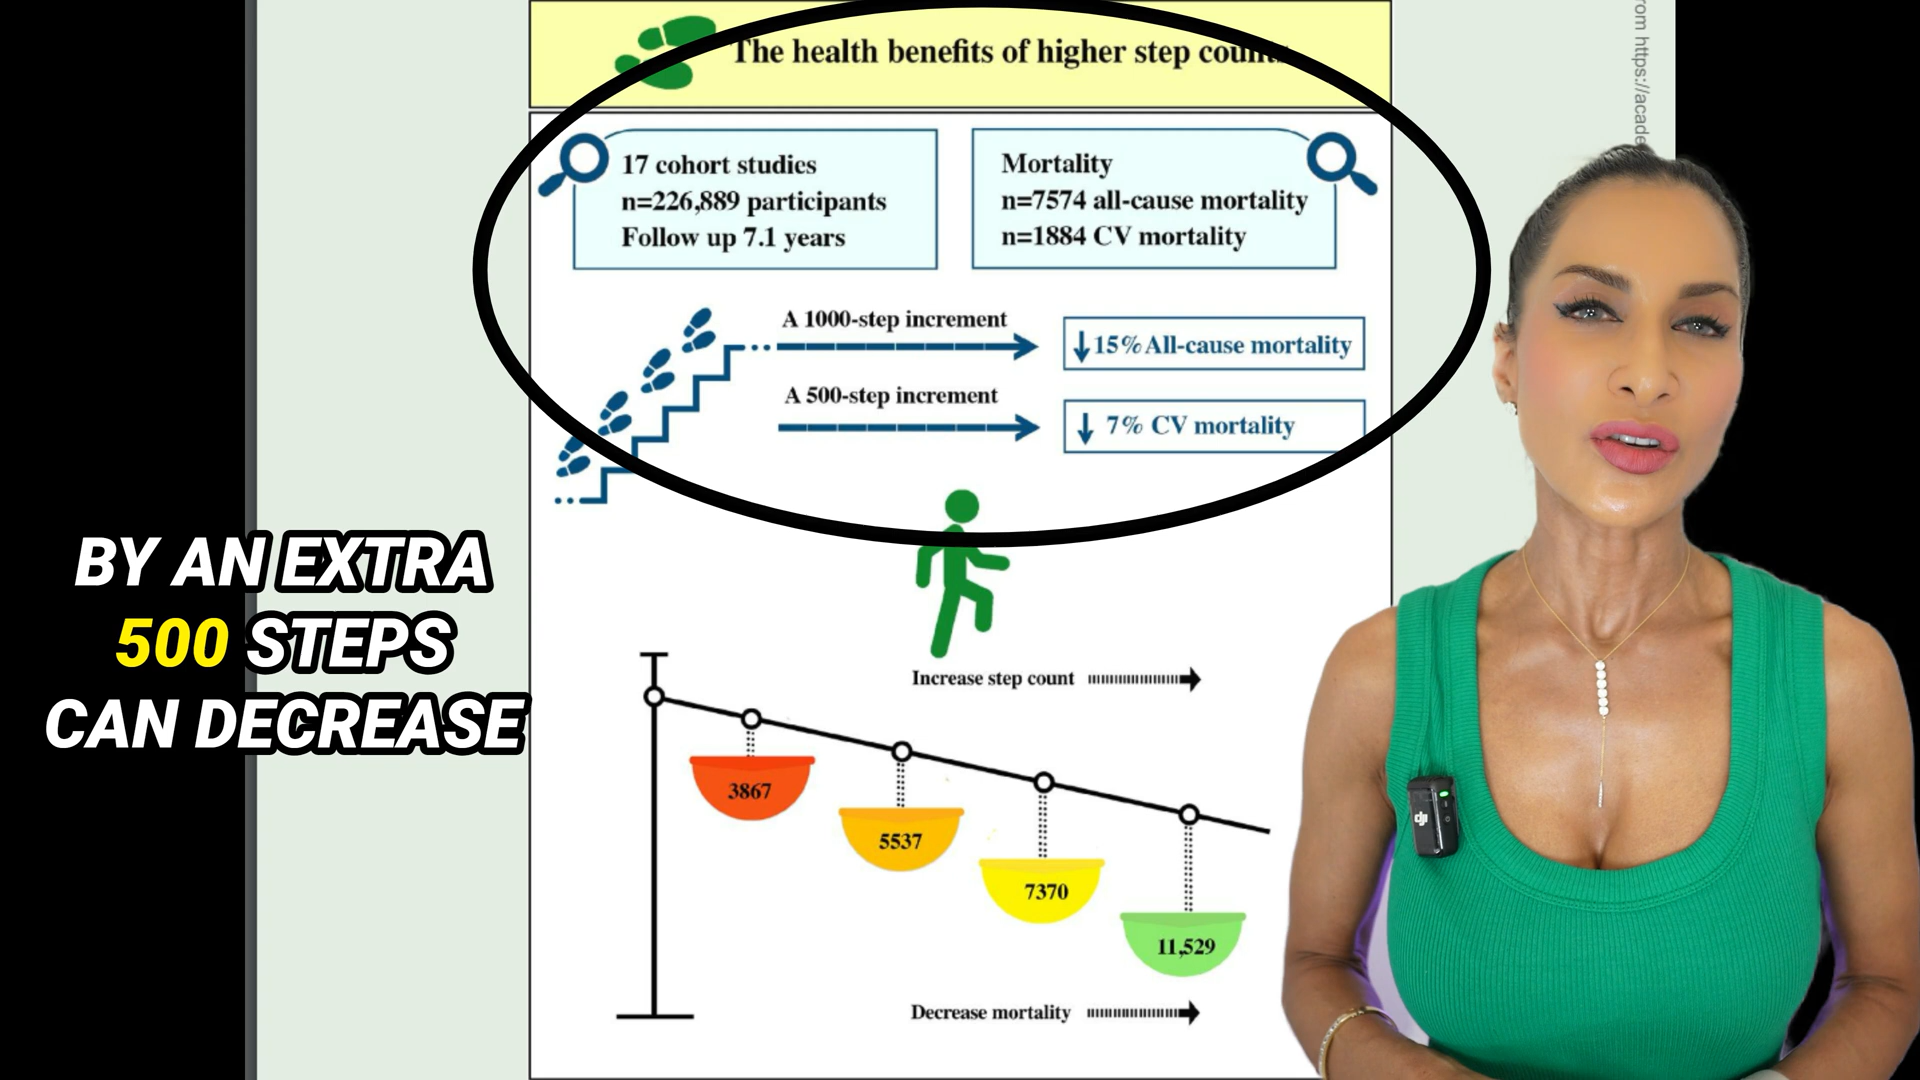 The health benefits of higher step counts
17 cohort studies
n=226,889 participants
Follow up 7.1 years
Mortality
n=7574 all-cause mortality
n=1884 CV mortality
A 1000-step increment
15% All-cause mortality
A 500-step increment
7% CV mortality
BY AN EXTRA
500 STEPS
CAN DECREASE
Increase step count
3867
5537
7370
11,529
Decrease mortality
rom https://acade
dji